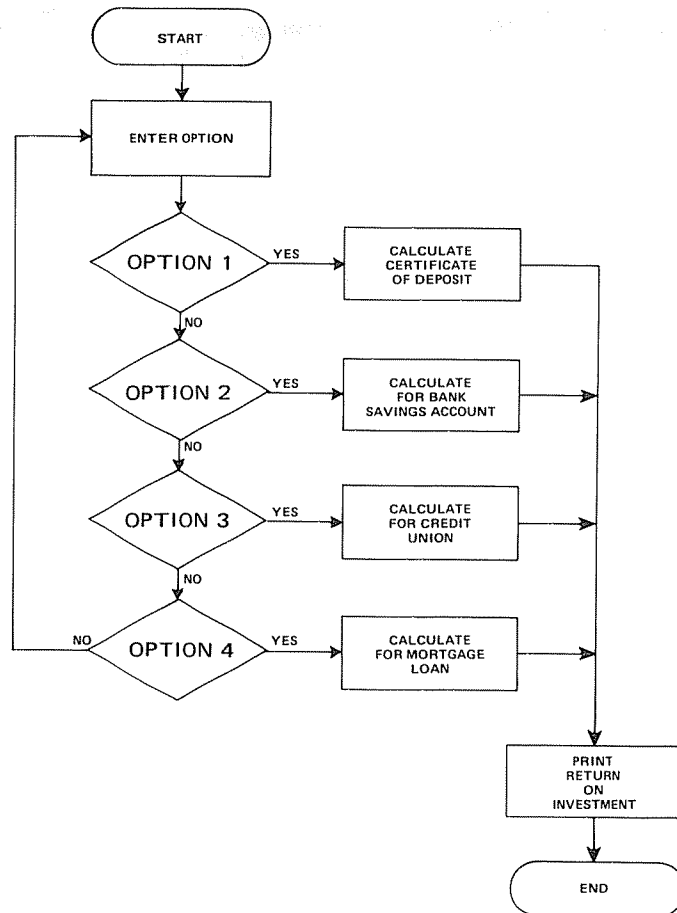 START
ENTER OPTION
OPTION 1
YES
CALCULATE
CERTIFICATE
OF DEPOSIT
NO
OPTION 2
YES
CALCULATE
FOR BANK
SAVINGS ACCOUNT
NO
OPTION 3
YES
CALCULATE
FOR CREDIT
UNION
NO
NO
OPTION 4
YES
CALCULATE
FOR MORTGAGE
LOAN
PRINT
RETURN
ON
INVESTMENT
END